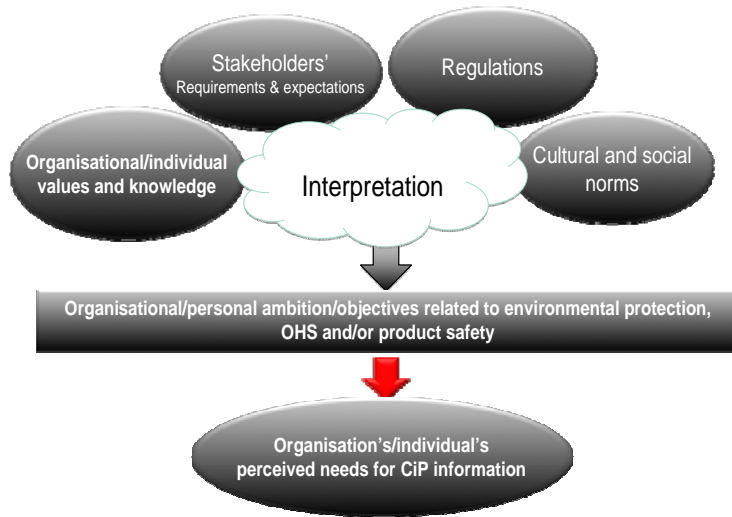 Stakeholders'
Requirements & expectations
Regulations
Organisational/individual
values and knowledge
Interpretation
Cultural and social
norms
Organisational/personal ambition/objectives related to environmental protection,
OHS and/or product safety
Organisation's/individual's
perceived needs for CiP information